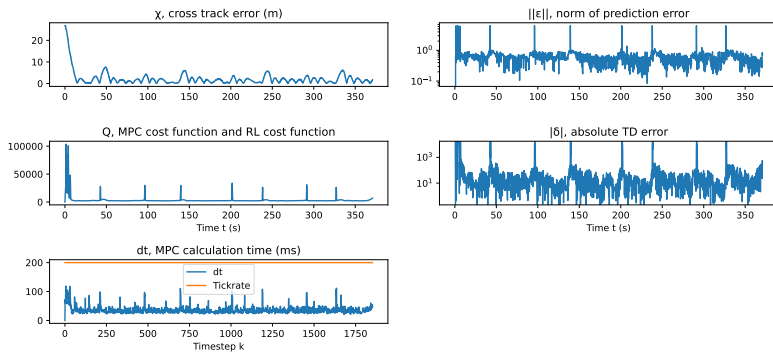 χ, cross track error (m)
20
0
0 50 100 150 200 250 300 350
||ε||, norm of prediction error
10⁰
10⁻¹
0 50 100 150 200 250 300 350
Q, MPC cost function and RL cost function
100000
50000
0
0 50 100 150 200 250 300 350
Time t (s)
|δ|, absolute TD error
10³
10¹
0 50 100 150 200 250 300 350
Time t (s)
dt, MPC calculation time (ms)
200
100
0
dt
Tickrate
0 250 500 750 1000 1250 1500 1750
Timestep k